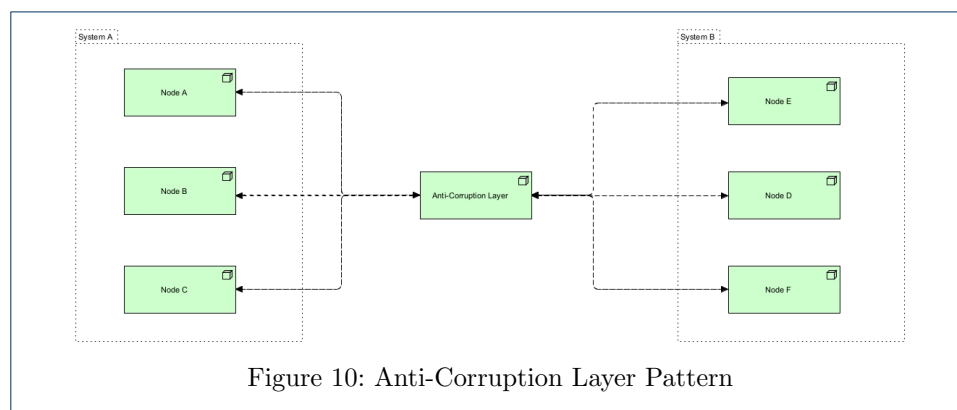 System A
System B
Node A
Node E
Node B
Anti-Corruption Layer
Node D
Node C
Node F
Figure 10: Anti-Corruption Layer Pattern